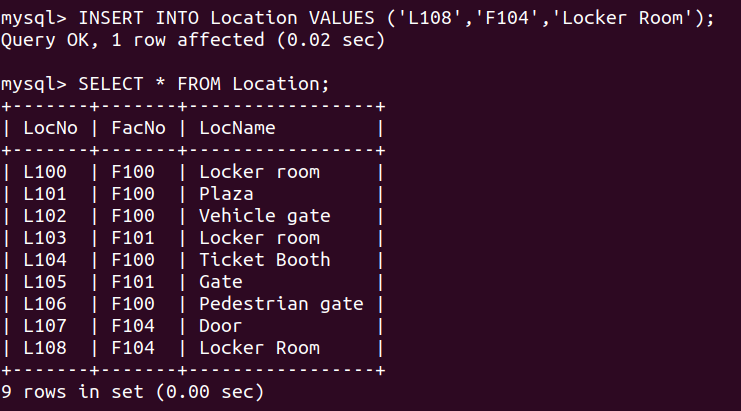 mysql> INSERT INTO Location VALUES ('L108','F104','Locker Room');
Query OK, 1 row affected (0.02 sec)

mysql> SELECT * FROM Location;
+-------+-------+-----------------+
| LocNo | FacNo | LocName         |
+-------+-------+-----------------+
| L100  | F100  | Locker room     |
| L101  | F100  | Plaza           |
| L102  | F100  | Vehicle gate    |
| L103  | F101  | Locker room     |
| L104  | F100  | Ticket Booth    |
| L105  | F101  | Gate            |
| L106  | F100  | Pedestrian gate |
| L107  | F104  | Door            |
| L108  | F104  | Locker Room     |
+-------+-------+-----------------+
9 rows in set (0.00 sec)